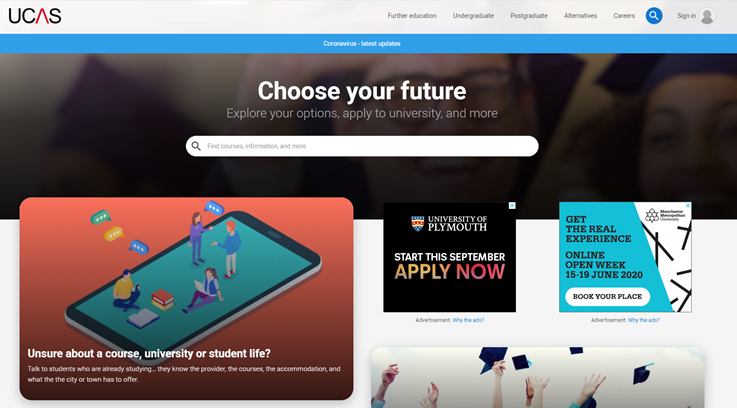 UCAS
Further education
Undergraduate
Postgraduate
Alternatives
Careers
Sign in
Coronavirus - latest updates
Choose your future
Explore your options, apply to university, and more
Find courses, information, and more
Unsure about a course, university or student life?
Talk to students who are already studying... they know the provider, the courses, the accommodation, and
what the the city or town has to offer.
UNIVERSITY OF
PLYMOUTH
START THIS SEPTEMBER
APPLY NOW
Advertisement. Why the ads?
Manchester
Metropolitan
University
GET
THE REAL
EXPERIENCE
ONLINE
OPEN WEEK
15-19 JUNE 2020
BOOK YOUR PLACE
Advertisement. Why the ads?